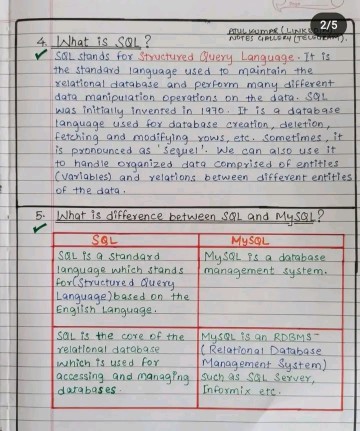 2/5
ATUL KUMAR (LINKEDIN)
NOTES GALLERY (TELEGRAM)
4. What is SQL?
SQL stands for Structured Query Language. It is
the standard language used to maintain the
relational database and perform many different
data manipulation operations on the data. SQL
was initially invented in 1970. It is a database
language used for database creation, deletion,
fetching and modifying rows, etc. Sometimes, it
is pronounced as 'sequel'. We can also use it
to handle organized data comprised of entities
(variables) and relations between different entities
of the data.
5. What is difference between SQL and MySQL?
SQL
SQL is a standard
language which stands
for (Structured Query
Language) based on the
English Language.
SQL is the core of the
relational database
which is used for
accessing and managing
databases.
MySQL
MySQL is a database
management system.
MySQL is an RDBMS
(Relational Database
Management System)
such as SQL Server,
Informix etc.